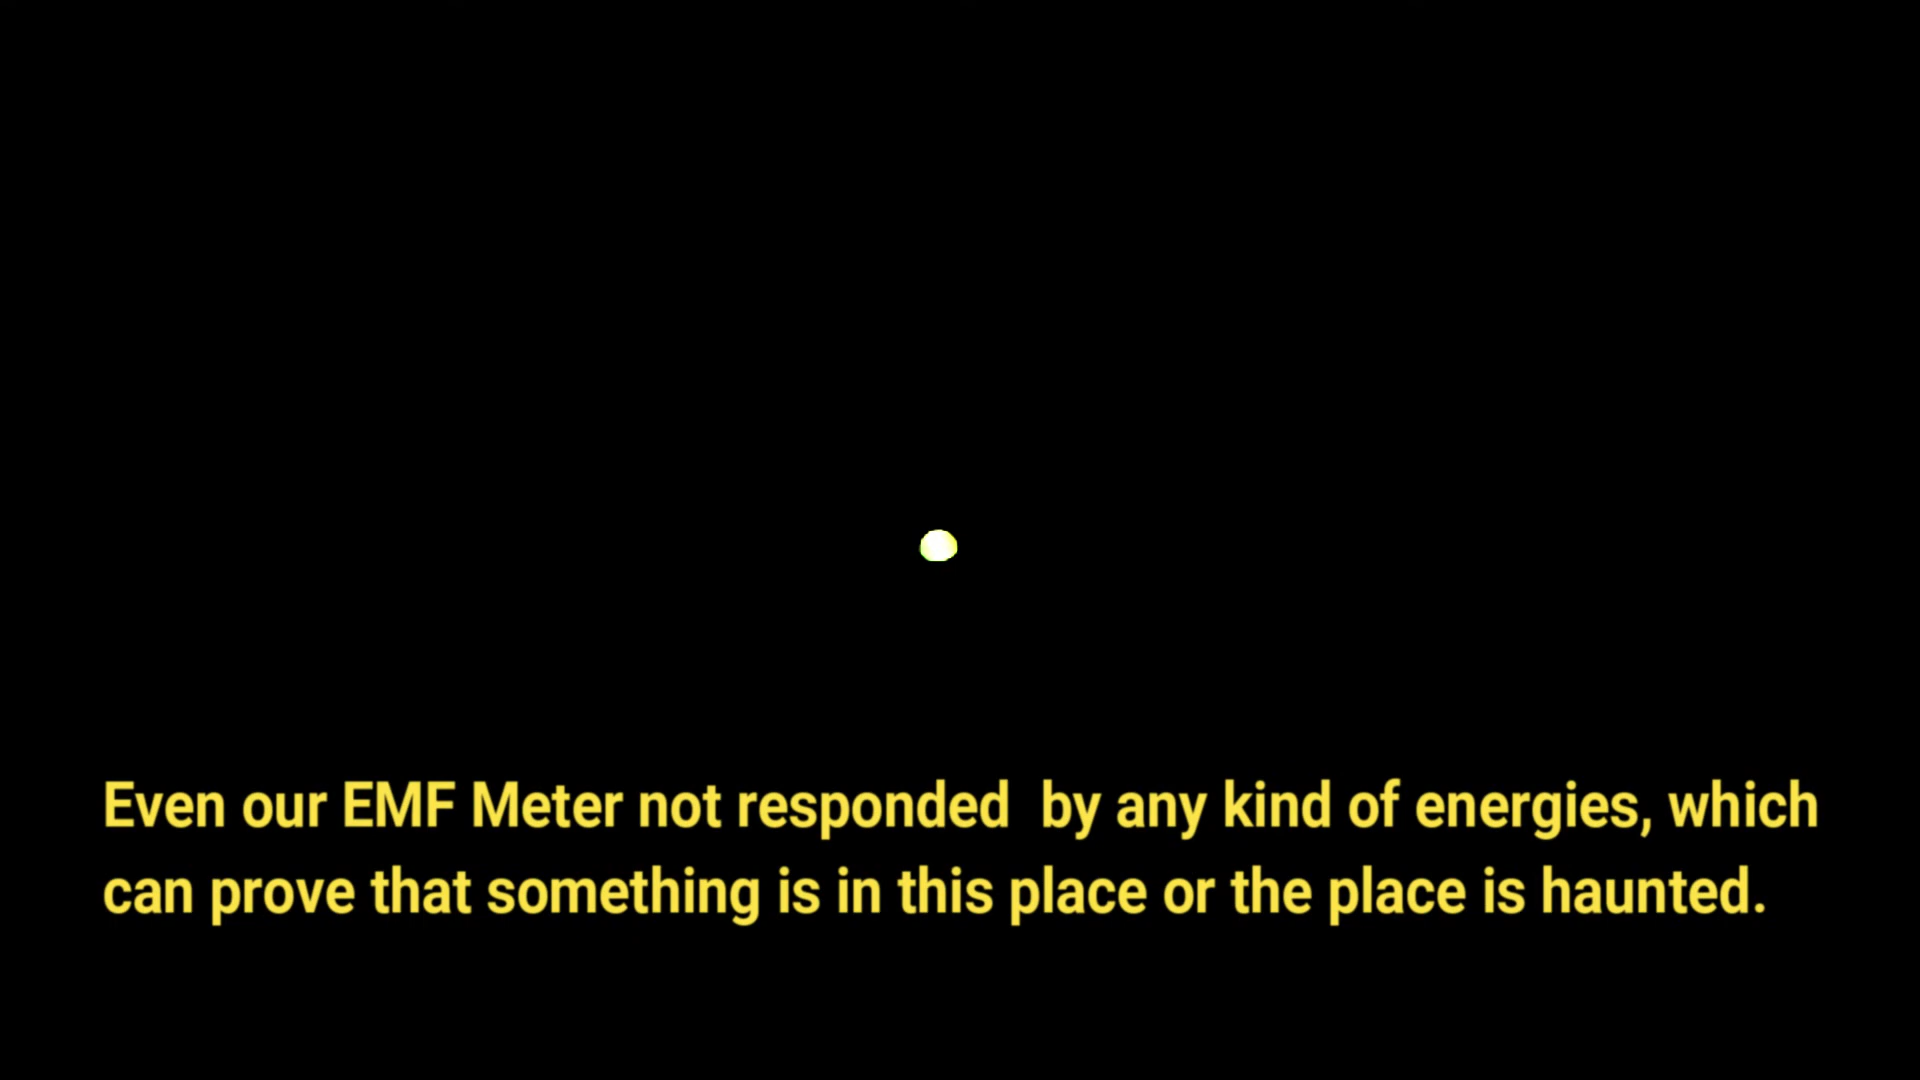 Even our EMF Meter not responded  by any kind of energies, which
can prove that something is in this place or the place is haunted.